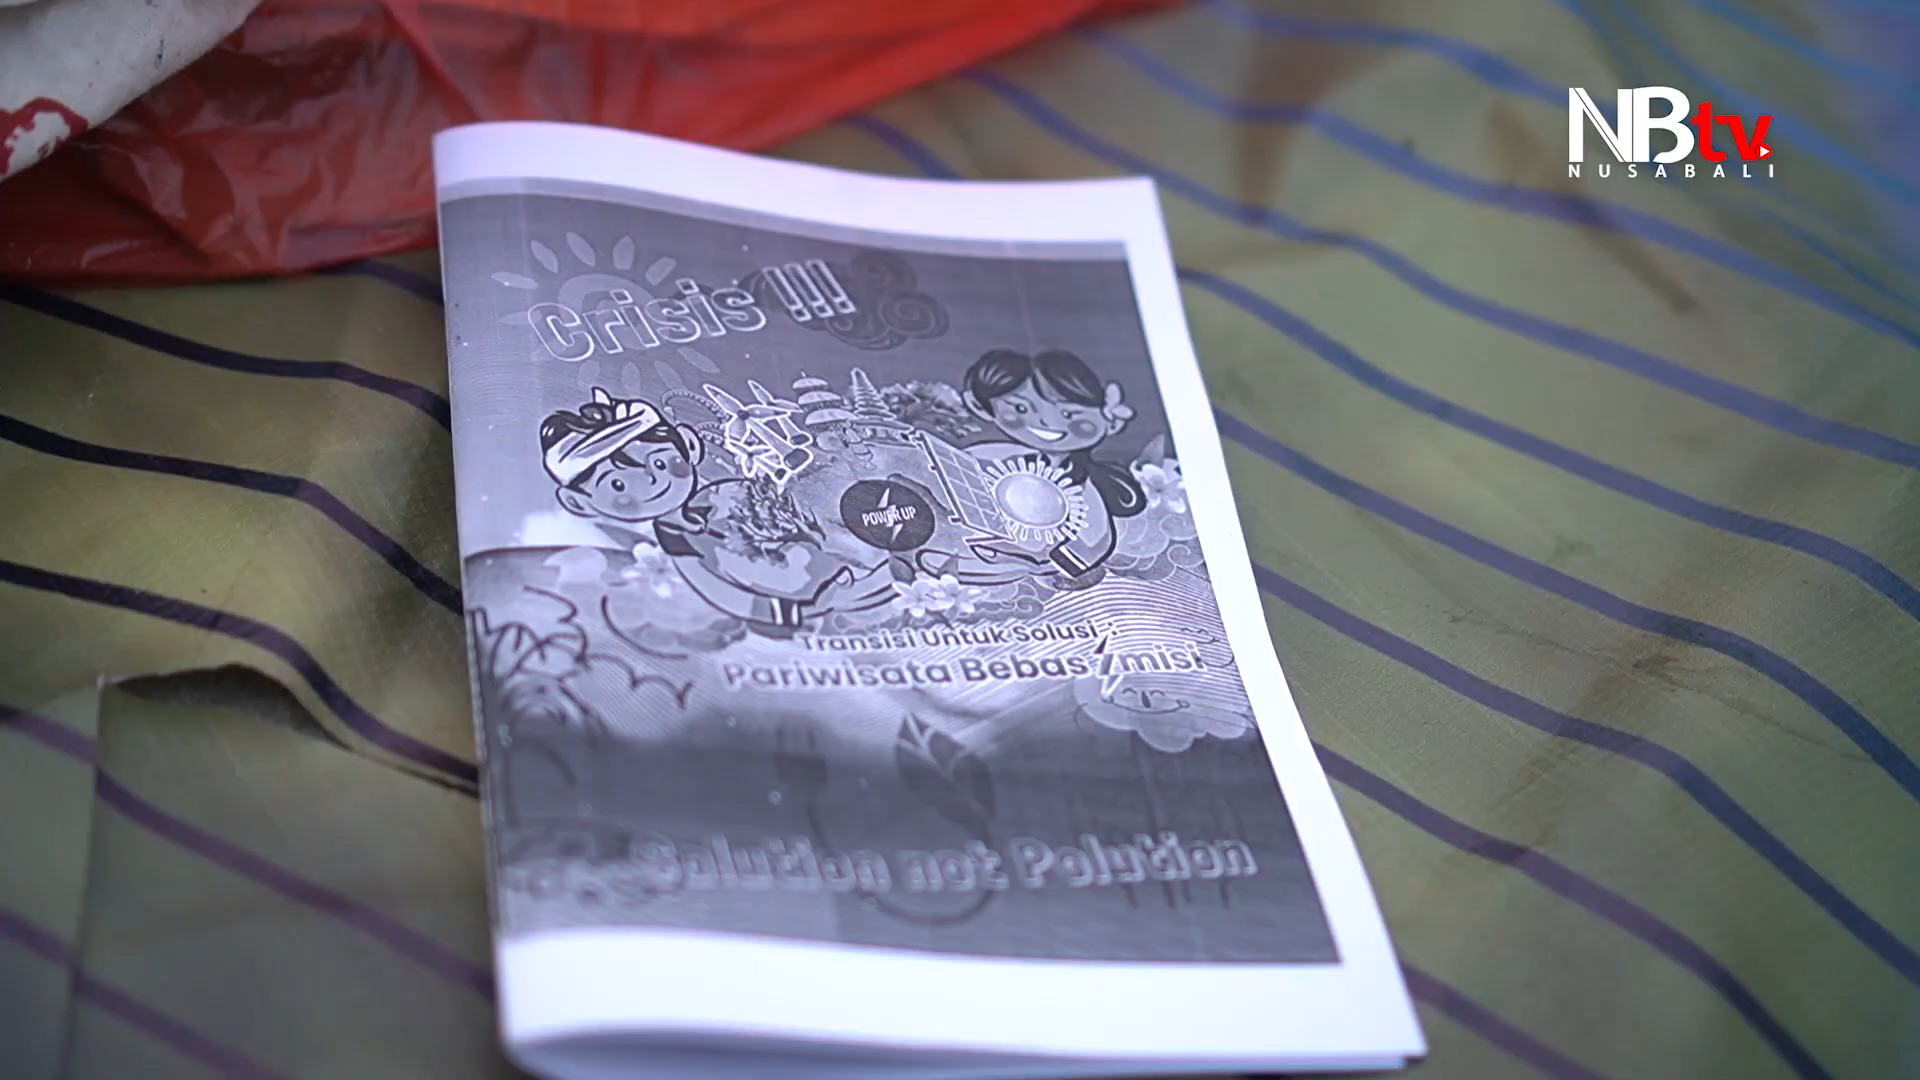 NBtv
NUSABALI
Crisis !!!
POWER UP
Transisi Untuk Solusi :
Pariwisata Bebas Emisi
Solution not Polution